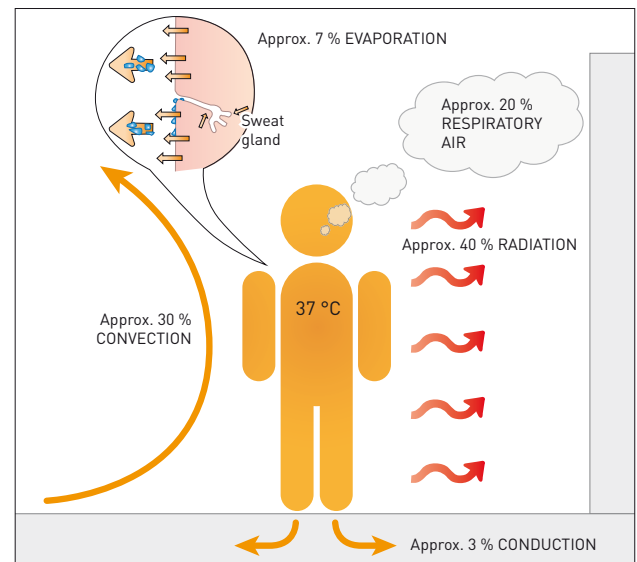 Approx. 7 % EVAPORATION
Sweat
gland
Approx. 20 %
RESPIRATORY
AIR
Approx. 40 % RADIATION
37 °C
Approx. 30 %
CONVECTION
Approx. 3 % CONDUCTION